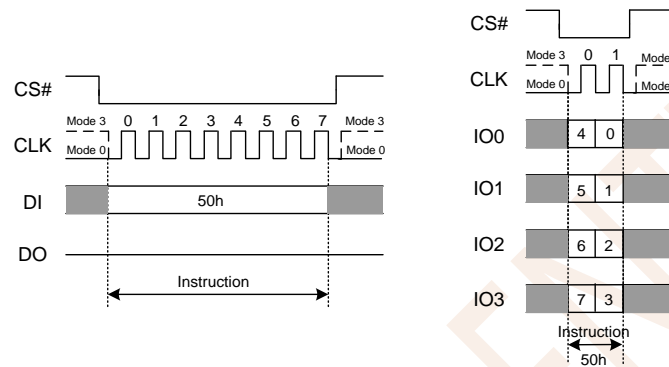 CS#
Mode 3 0 1 2 3 4 5 6 7 Mode 3
CLK
Mode 0 Mode 0
DI 50h
DO
Instruction
CS#
Mode 3 0 1 Mode
CLK
Mode 0 Mode
IO0 4 0
IO1 5 1
IO2 6 2
IO3 7 3
Instruction
50h